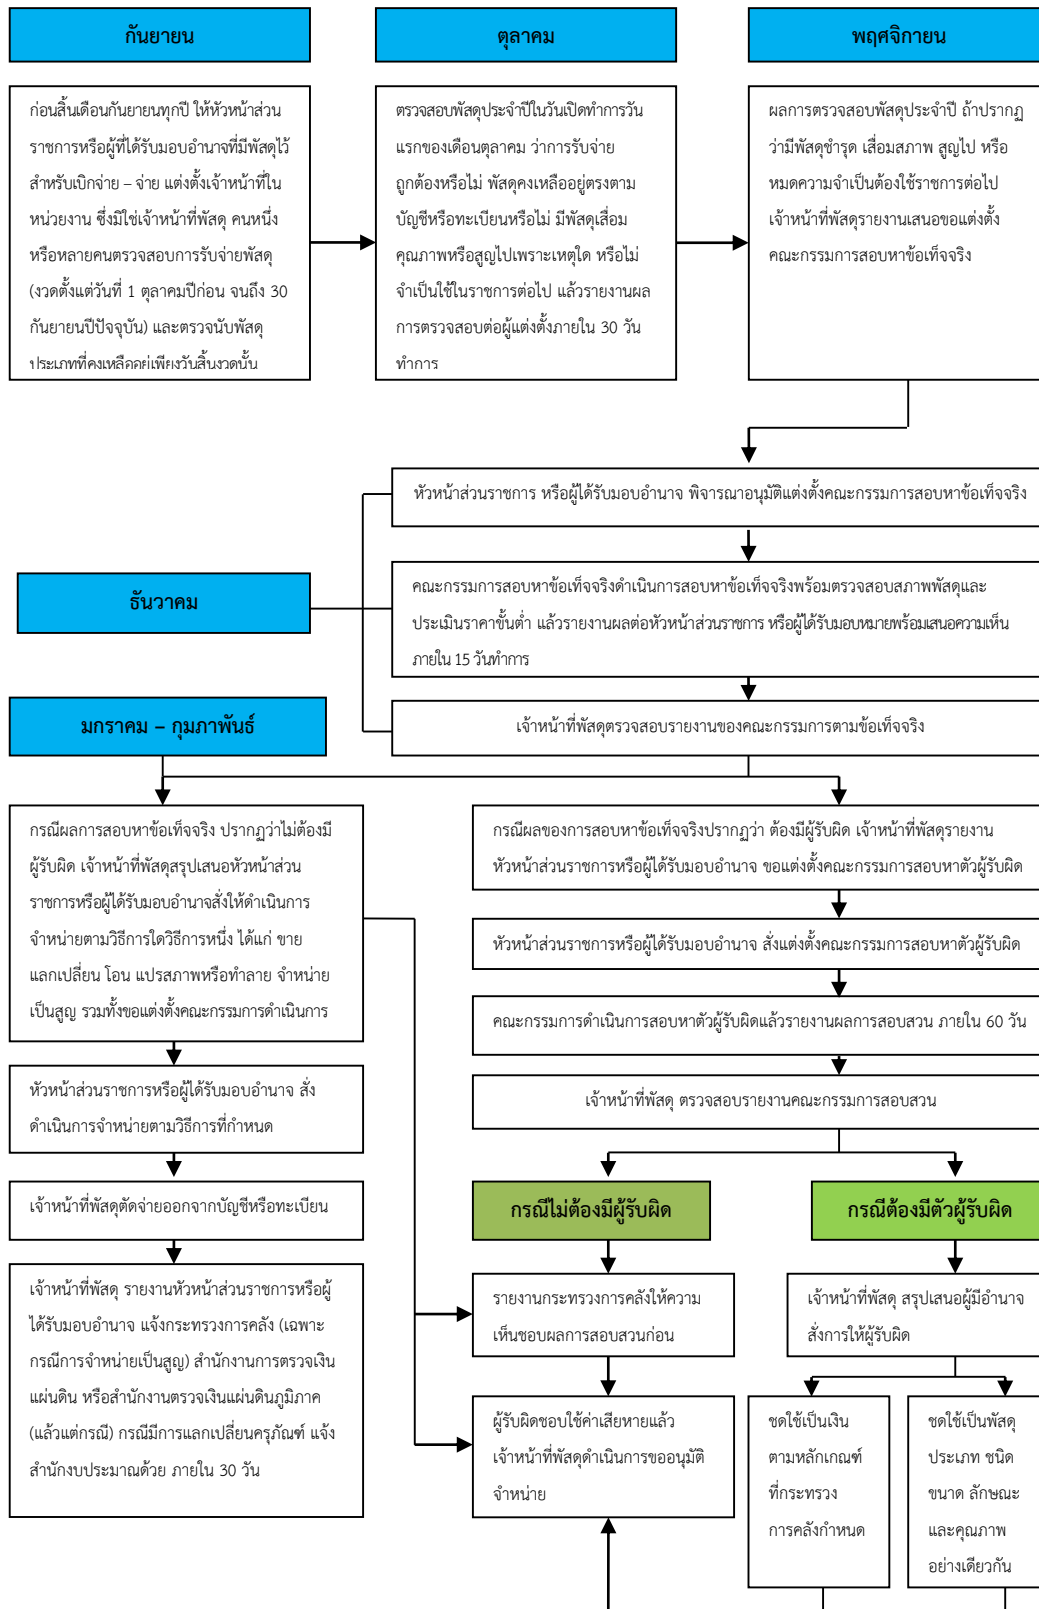 กันยายน
ตุลาคม
พฤศจิกายน
ก่อนสิ้นเดือนกันยายนทุกปี ให้หัวหน้าส่วน
ราชการหรือผู้ที่ได้รับมอบอำนาจที่มีพัสดุไว้
สำหรับเบิกจ่าย – จ่าย แต่งตั้งเจ้าหน้าที่ใน
หน่วยงาน ซึ่งมิใช่เจ้าหน้าที่พัสดุ คนหนึ่ง
หรือหลายคนตรวจสอบการรับจ่ายพัสดุ
(งวดตั้งแต่วันที่ 1 ตุลาคมปีก่อน จนถึง 30
กันยายนปีปัจจุบัน) และตรวจนับพัสดุ
ประเภทที่คงเหลืออยู่เพียงวันสิ้นงวดนั้น
ตรวจสอบพัสดุประจำปีในวันเปิดทำการวัน
แรกของเดือนตุลาคม ว่าการรับจ่าย
ถูกต้องหรือไม่ พัสดุคงเหลืออยู่ตรงตาม
บัญชีหรือทะเบียนหรือไม่ มีพัสดุเสื่อม
คุณภาพหรือสูญไปเพราะเหตุใด หรือไม่
จำเป็นใช้ในราชการต่อไป แล้วรายงานผล
การตรวจสอบต่อผู้แต่งตั้งภายใน 30 วัน
ทำการ
ผลการตรวจสอบพัสดุประจำปี ถ้าปรากฏ
ว่ามีพัสดุชำรุด เสื่อมสภาพ สูญไป หรือ
หมดความจำเป็นต้องใช้ราชการต่อไป
เจ้าหน้าที่พัสดุรายงานเสนอขอแต่งตั้ง
คณะกรรมการสอบหาข้อเท็จจริง
หัวหน้าส่วนราชการ หรือผู้ได้รับมอบอำนาจ พิจารณาอนุมัติแต่งตั้งคณะกรรมการสอบหาข้อเท็จจริง
ธันวาคม
คณะกรรมการสอบหาข้อเท็จจริงดำเนินการสอบหาข้อเท็จจริงพร้อมตรวจสอบสภาพพัสดุและ
ประเมินราคาขั้นต่ำ แล้วรายงานผลต่อหัวหน้าส่วนราชการ หรือผู้ได้รับมอบหมายพร้อมเสนอความเห็น
ภายใน 15 วันทำการ
มกราคม – กุมภาพันธ์
เจ้าหน้าที่พัสดุตรวจสอบรายงานของคณะกรรมการตามข้อเท็จจริง
กรณีผลการสอบหาข้อเท็จจริง ปรากฏว่าไม่ต้องมี
ผู้รับผิด เจ้าหน้าที่พัสดุสรุปเสนอหัวหน้าส่วน
ราชการหรือผู้ได้รับมอบอำนาจสั่งให้ดำเนินการ
จำหน่ายตามวิธีการใดวิธีการหนึ่ง ได้แก่ ขาย
แลกเปลี่ยน โอน แปรสภาพหรือทำลาย จำหน่าย
เป็นสูญ รวมทั้งขอแต่งตั้งคณะกรรมการดำเนินการ
หัวหน้าส่วนราชการหรือผู้ได้รับมอบอำนาจ สั่ง
ดำเนินการจำหน่ายตามวิธีการที่กำหนด
เจ้าหน้าที่พัสดุตัดจ่ายออกจากบัญชีหรือทะเบียน
เจ้าหน้าที่พัสดุ รายงานหัวหน้าส่วนราชการหรือผู้
ได้รับมอบอำนาจ แจ้งกระทรวงการคลัง (เฉพาะ
กรณีการจำหน่ายเป็นสูญ) สำนักงานการตรวจเงิน
แผ่นดิน หรือสำนักงานตรวจเงินแผ่นดินภูมิภาค
(แล้วแต่กรณี) กรณีมีการแลกเปลี่ยนครุภัณฑ์ แจ้ง
สำนักงบประมาณด้วย ภายใน 30 วัน
กรณีผลของการสอบหาข้อเท็จจริงปรากฏว่า ต้องมีผู้รับผิด เจ้าหน้าที่พัสดุรายงาน
หัวหน้าส่วนราชการหรือผู้ได้รับมอบอำนาจ ขอแต่งตั้งคณะกรรมการสอบหาตัวผู้รับผิด
หัวหน้าส่วนราชการหรือผู้ได้รับมอบอำนาจ สั่งแต่งตั้งคณะกรรมการสอบหาตัวผู้รับผิด
คณะกรรมการดำเนินการสอบหาตัวผู้รับผิดแล้วรายงานผลการสอบสวน ภายใน 60 วัน
เจ้าหน้าที่พัสดุ ตรวจสอบรายงานคณะกรรมการสอบสวน
กรณีไม่ต้องมีผู้รับผิด
กรณีต้องมีตัวผู้รับผิด
รายงานกระทรวงการคลังให้ความ
เห็นชอบผลการสอบสวนก่อน
เจ้าหน้าที่พัสดุ สรุปเสนอผู้มีอำนาจ
สั่งการให้ผู้รับผิด
ผู้รับผิดชอบใช้ค่าเสียหายแล้ว
เจ้าหน้าที่พัสดุดำเนินการขออนุมัติ
จำหน่าย
ชดใช้เป็นเงิน
ตามหลักเกณฑ์
ที่กระทรวง
การคลังกำหนด
ชดใช้เป็นพัสดุ
ประเภท ชนิด
ขนาด ลักษณะ
และคุณภาพ
อย่างเดียวกัน